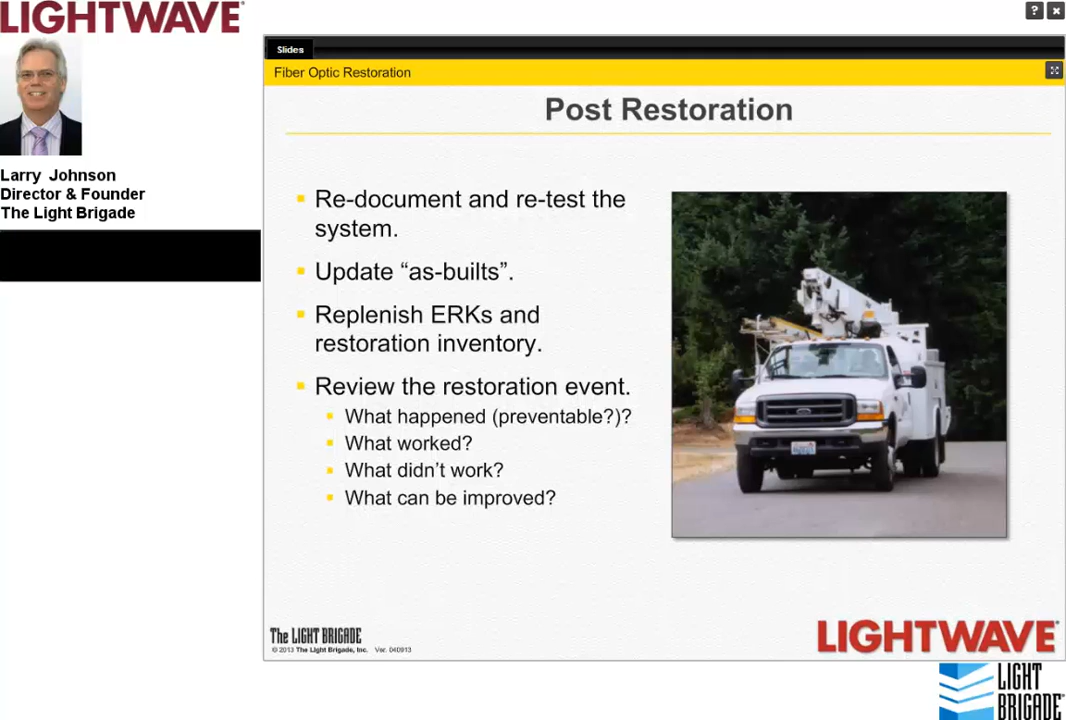 LIGHTWAVE
Larry Johnson
Director & Founder
The Light Brigade
? ×
Slides
Fiber Optic Restoration
Post Restoration
Re-document and re-test the
system.
Update “as-builts”.
Replenish ERKs and
restoration inventory.
Review the restoration event.
What happened (preventable?)?
What worked?
What didn’t work?
What can be improved?
The LIGHT BRIGADE
© 2013 The Light Brigade, Inc. Ver. 040913
LIGHTWAVE
LIGHT
BRIGADE